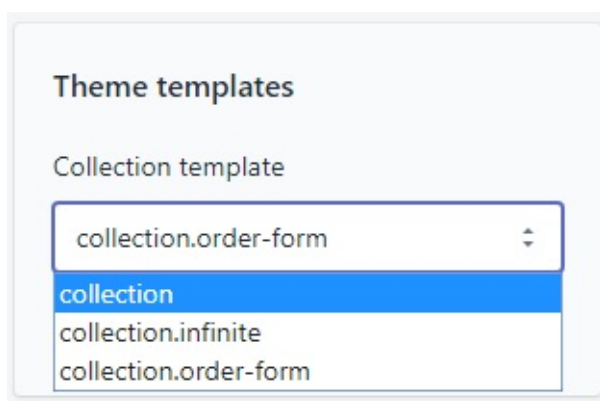 Theme templates
Collection template
collection.order-form
collection
collection.infinite
collection.order-form